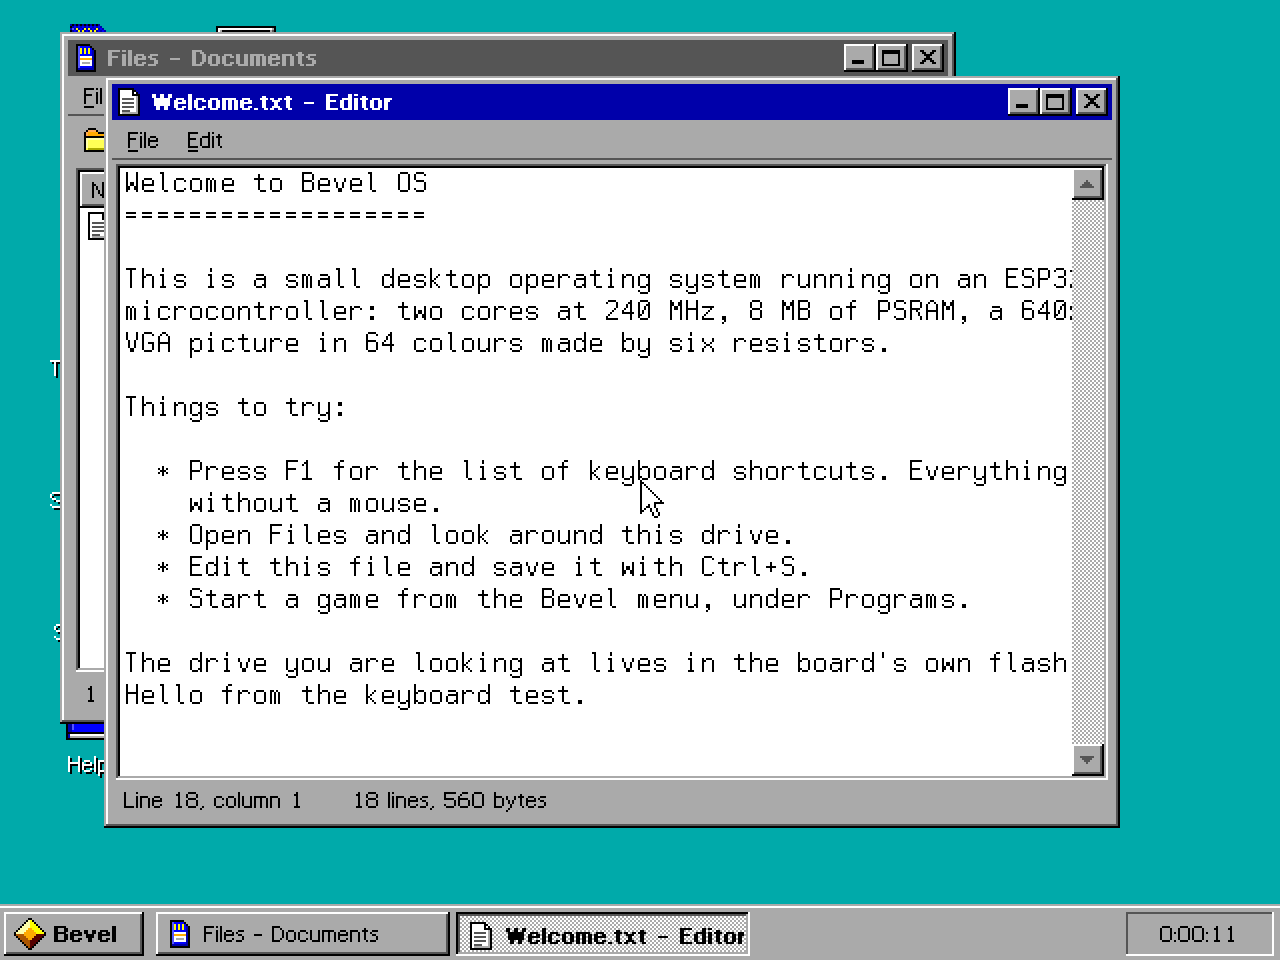 Files - Documents
Fil
Welcome.txt - Editor
File Edit
N
Welcome to Bevel OS
===================
This is a small desktop operating system running on an ESP3
microcontroller: two cores at 240 MHz, 8 MB of PSRAM, a 640
VGA picture in 64 colours made by six resistors.
Things to try:
* Press F1 for the list of keyboard shortcuts. Everything
without a mouse.
* Open Files and look around this drive.
* Edit this file and save it with Ctrl+S.
* Start a game from the Bevel menu, under Programs.
The drive you are looking at lives in the board's own flash
Hello from the keyboard test.
1
Help
Line 18, column 1 18 lines, 560 bytes
Bevel Files - Documents Welcome.txt - Editor 0:00:11